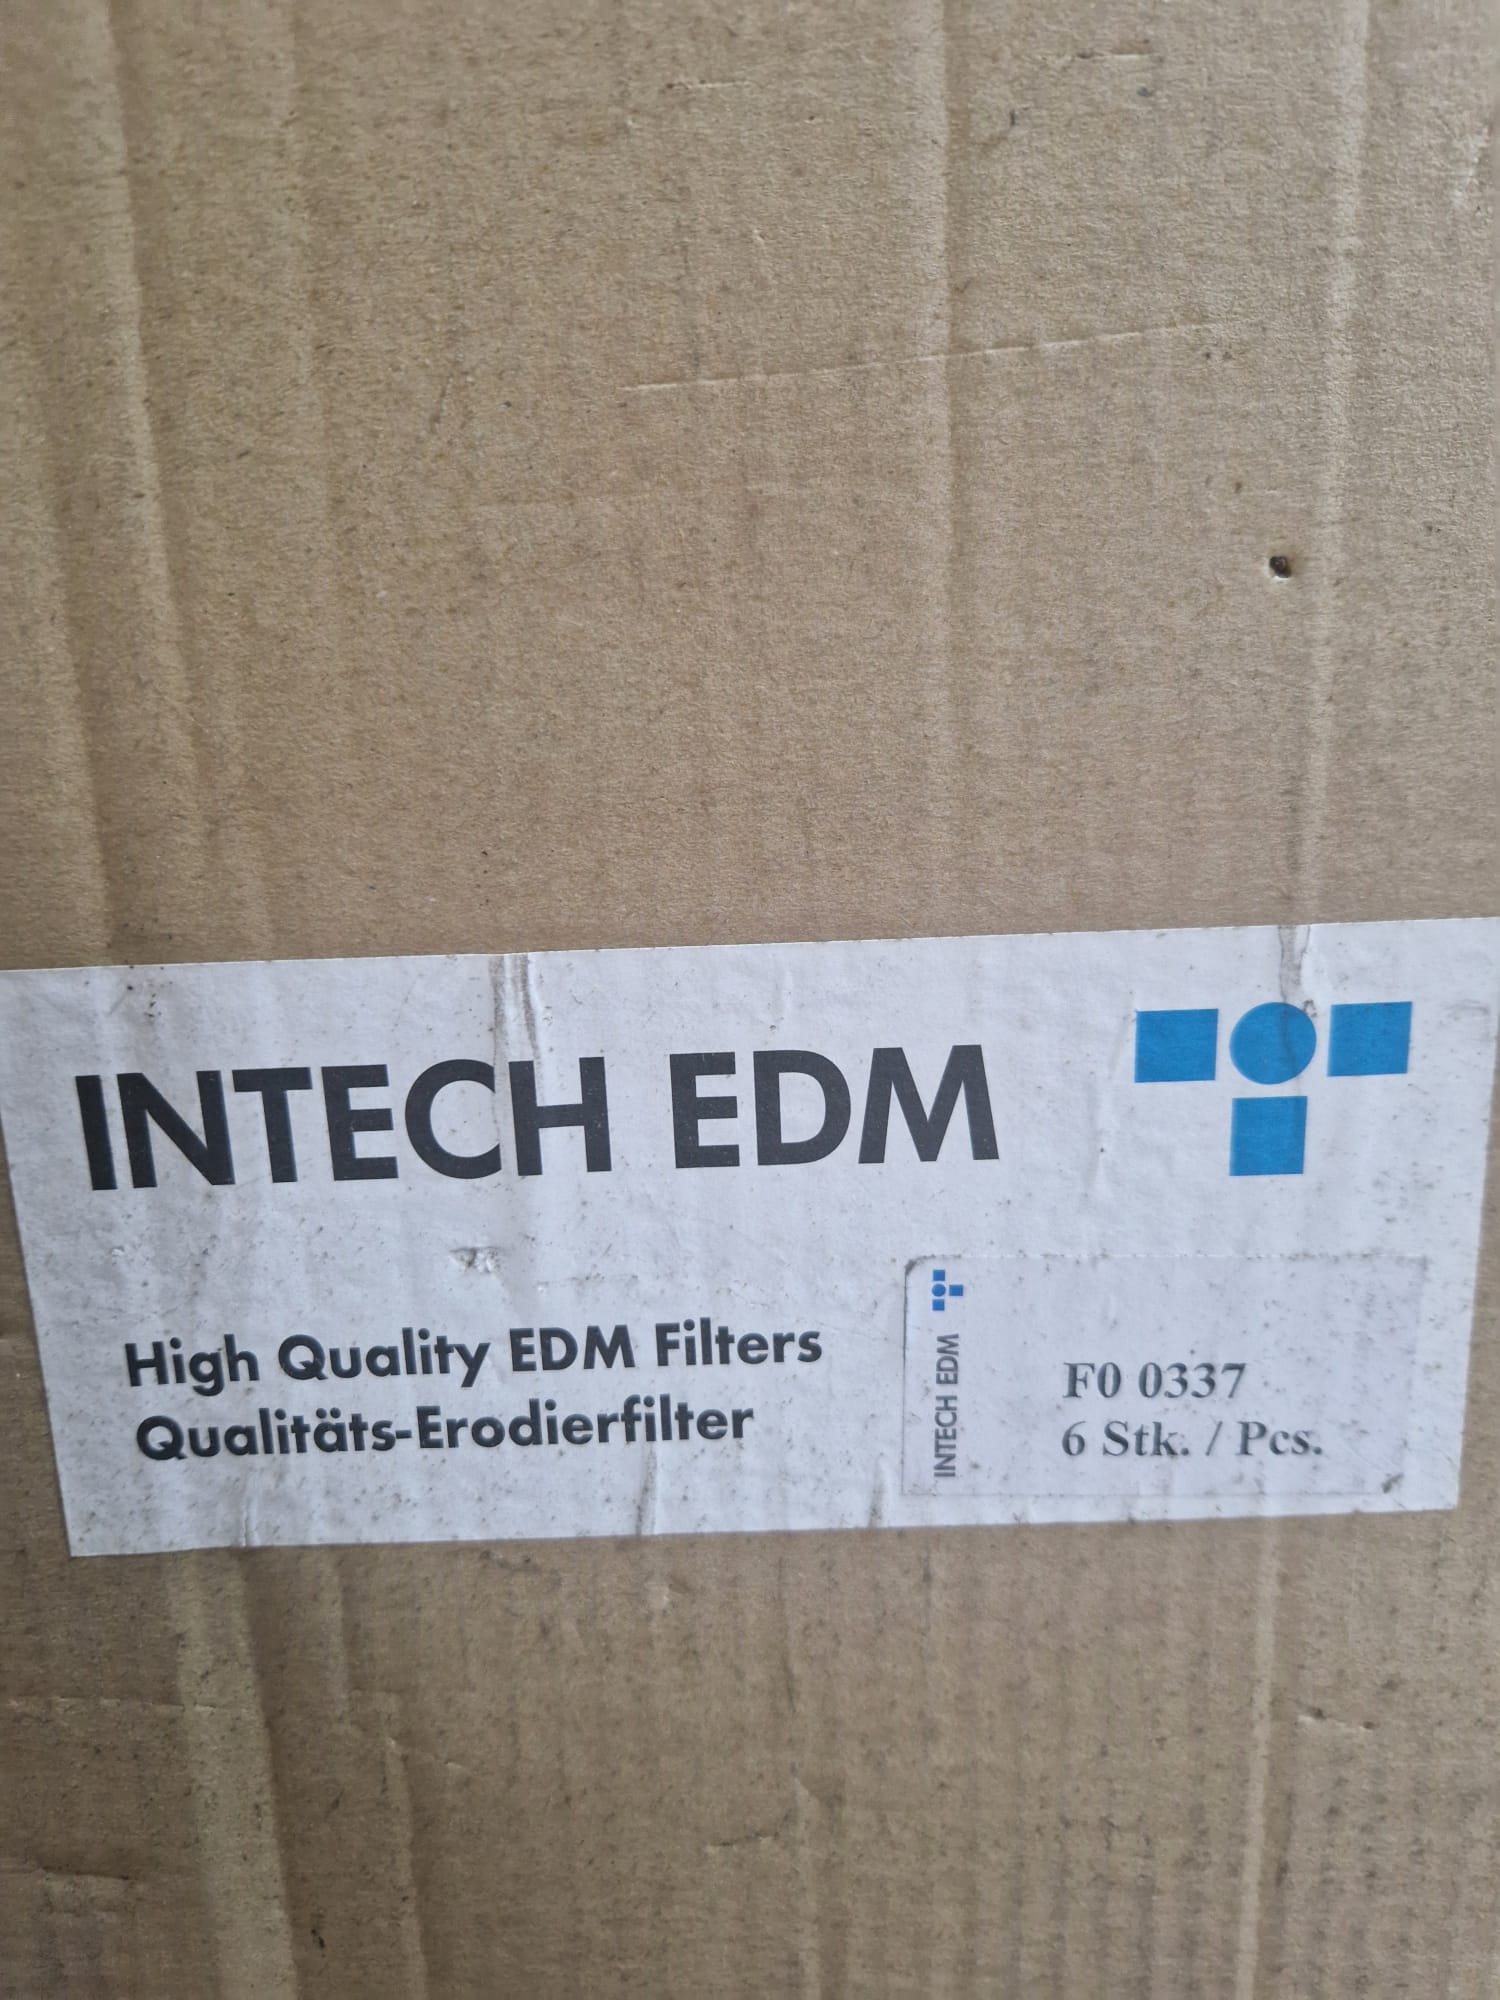 INTECH EDM
High Quality EDM Filters
Qualitäts-Erodierfilter
INTECH EDM
F0 0337
6 Stk. / Pcs.